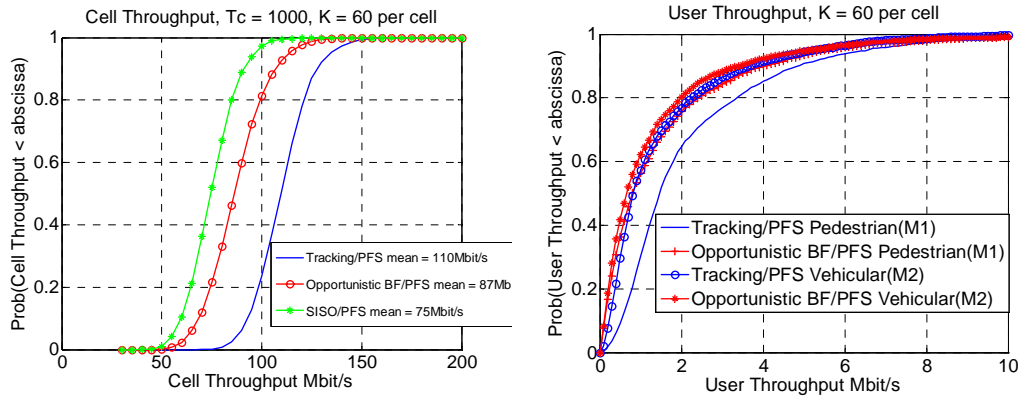 Cell Throughput, Tc = 1000, K = 60 per cell
Prob(Cell Throughput < abscissa)
1
0.8
0.6
0.4
0.2
0
0
50
100
150
200
Tracking/PFS mean = 110Mbit/s
Opportunistic BF/PFS mean = 87Mb
SISO/PFS mean = 75Mbit/s
Cell Throughput Mbit/s
User Throughput, K = 60 per cell
Prob(User Throughput < abscissa)
1
0.8
0.6
0.4
0.2
0
0
2
4
6
8
10
Tracking/PFS Pedestrian(M1)
Opportunistic BF/PFS Pedestrian(M1)
Tracking/PFS Vehicular(M2)
Opportunistic BF/PFS Vehicular(M2)
User Throughput Mbit/s